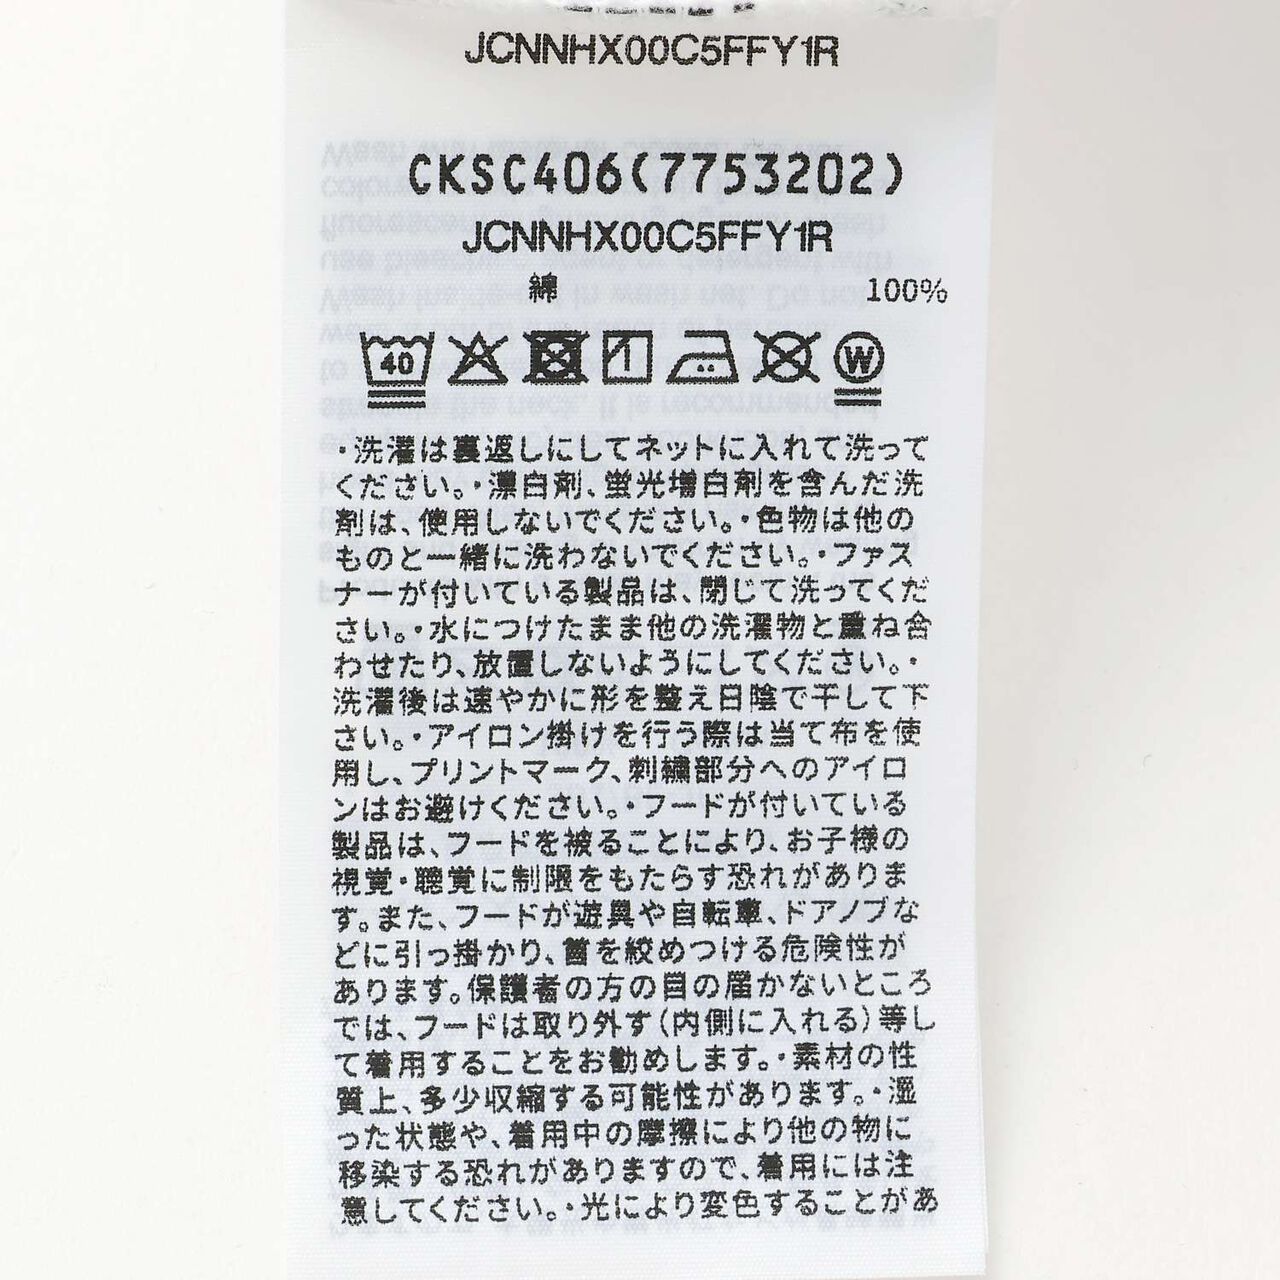 JCNNHX00C5FFY1R
CKSC406(7753202)
JCNNHX00C5FFY1R
綿 100%
40 W
・洗濯は裏返しにしてネットに入れて洗って
ください。・漂白剤、蛍光増白剤を含んだ洗
剤は、使用しないでください。・色物は他の
ものと一緒に洗わないでください。・ファス
ナーが付いている製品は、閉じて洗ってくだ
さい。・水につけたまま他の洗濯物と重ね合
わせたり、放置しないようにしてください。・
洗濯後は速やかに形を整え日陰で干して下
さい。・アイロン掛けを行う際は当て布を使
用し、プリントマーク、刺繍部分へのアイロ
ンはお避けください。・フードが付いている
製品は、フードを被ることにより、お子様の
視覚・聴覚に制限をもたらす恐れがありま
す。また、フードが遊具や自転車、ドアノブな
どに引っ掛かり、首を絞めつける危険性が
あります。保護者の方の目の届かないところ
では、フードは取り外す(内側に入れる)等し
て着用することをお勧めします。・素材の性
質上、多少収縮する可能性があります。・湿
った状態や、着用中の摩擦により他の物に
移染する恐れがありますので、着用には注
意してください。・光により変色することがあ